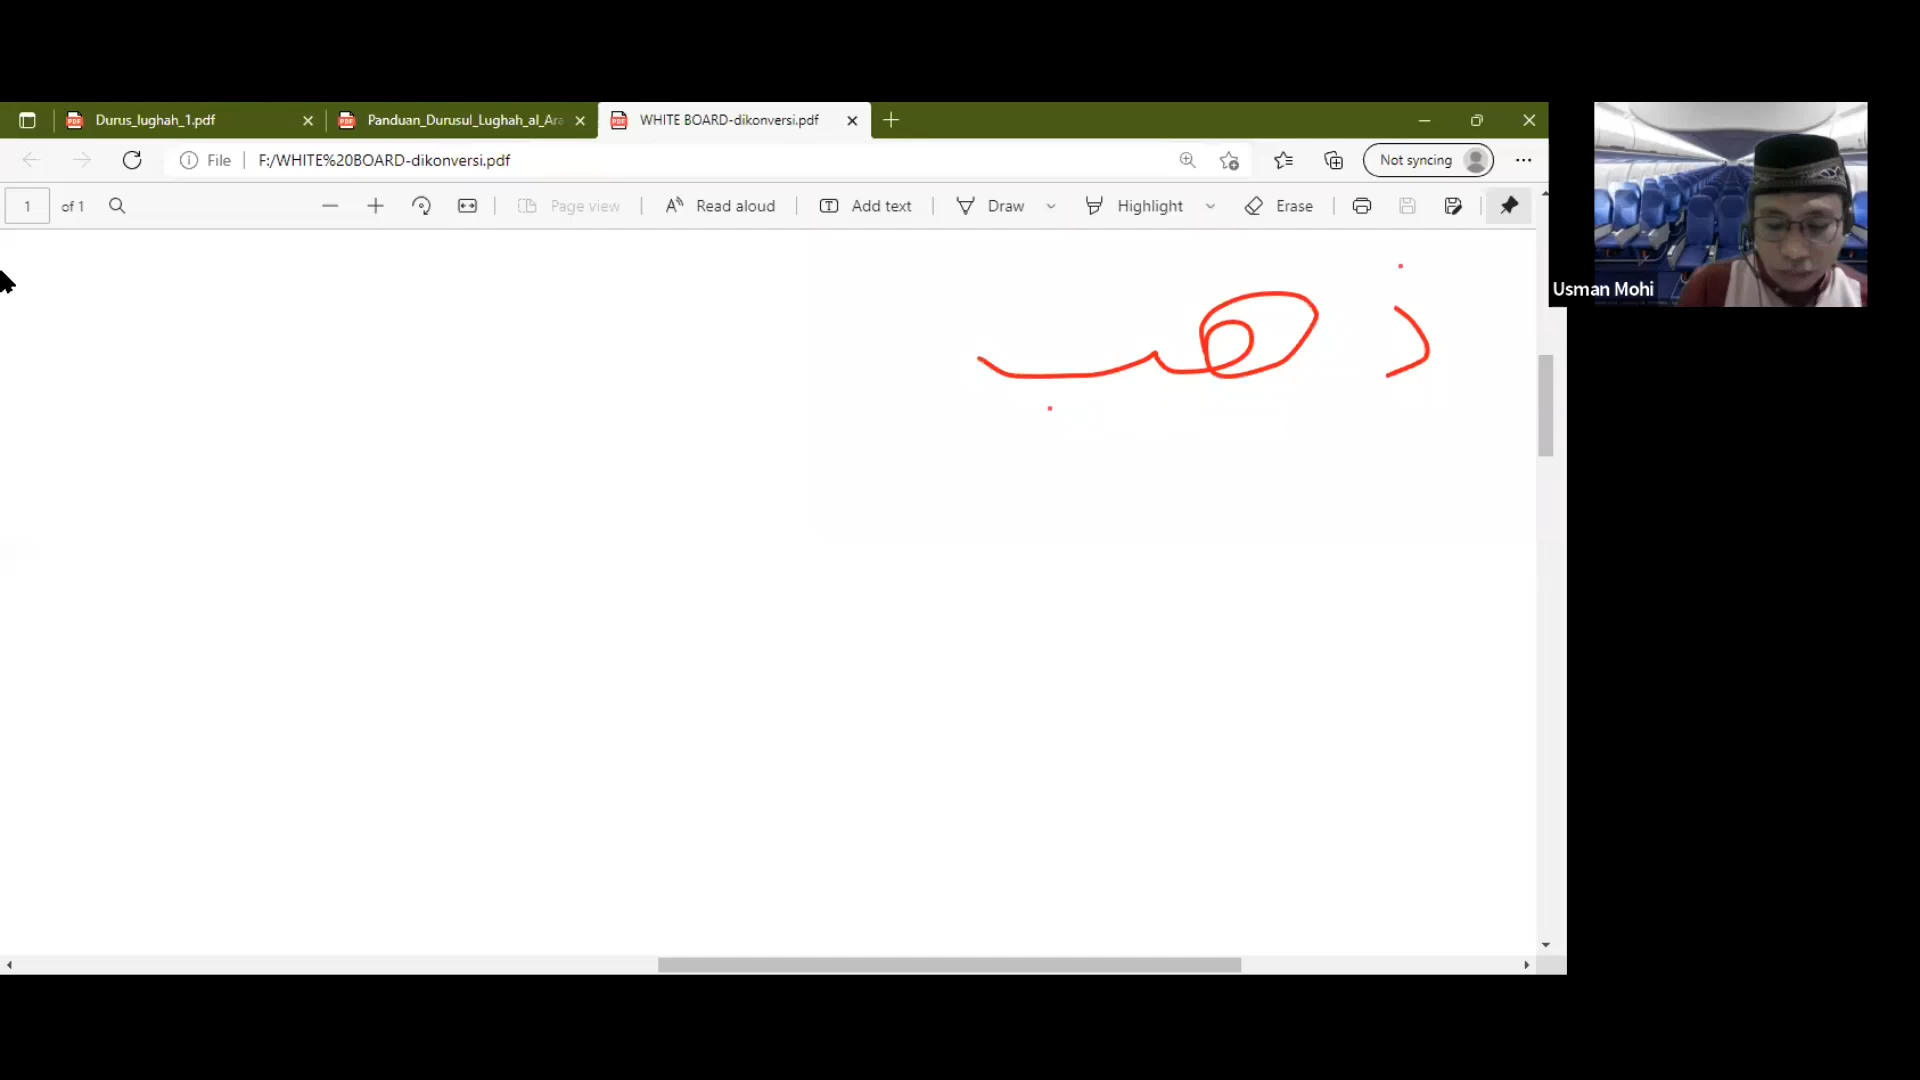 Durus_lughah_1.pdf Panduan_Durusul_Lughah_al_Ara WHITE BOARD-dikonversi.pdf
File F:/WHITE%20BOARD-dikonversi.pdf Not syncing
1 of 1 Page view Read aloud Add text Draw Highlight Erase
Usman Mohi
ذهب